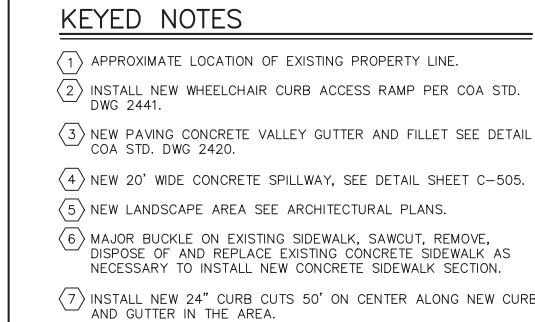 KEYED NOTES
1 APPROXIMATE LOCATION OF EXISTING PROPERTY LINE.
2 INSTALL NEW WHEELCHAIR CURB ACCESS RAMP PER COA STD.
DWG 2441.
3 NEW PAVING CONCRETE VALLEY GUTTER AND FILLET SEE DETAIL
COA STD. DWG 2420.
4 NEW 20' WIDE CONCRETE SPILLWAY, SEE DETAIL SHEET C-505.
5 NEW LANDSCAPE AREA SEE ARCHITECTURAL PLANS.
6 MAJOR BUCKLE ON EXISTING SIDEWALK, SAWCUT, REMOVE,
DISPOSE OF AND REPLACE EXISTING CONCRETE SIDEWALK AS
NECESSARY TO INSTALL NEW CONCRETE SIDEWALK SECTION.
7 INSTALL NEW 24" CURB CUTS 50' ON CENTER ALONG NEW CURB
AND GUTTER IN THE AREA.